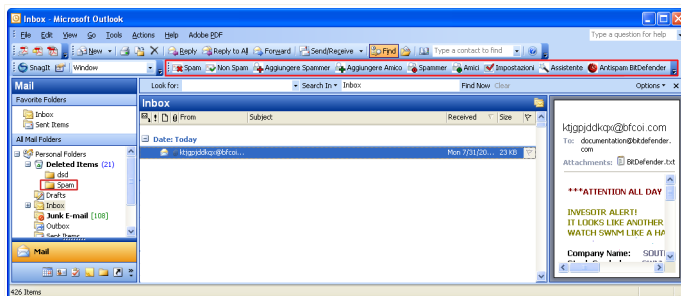 Inbox - Microsoft Outlook
File Edit View Go Tools Actions Help Adobe PDF Type a question for help
New Reply Reply to All Forward Send/Receive Find Type a contact to find
SnagIt Window Spam Non Spam Aggiungere Spammer Aggiungere Amico Spammer Amici Impostazioni Assistente Antispam BitDefender
Mail
Look for: Search In Inbox Find Now Clear Options
Favorite Folders
Inbox
Sent Items
All Mail Folders
Personal Folders
Deleted Items (21)
dsd
Spam
Drafts
Inbox
Junk E-mail [108]
Outbox
Sent Items
Mail
Inbox
From Subject Received Size
Date: Today
ktjgpjddkqx@bfcoi... Mon 7/31/20... 23 KB
ktjgpjddkqx@bfcoi.com
To: documentation@bitdefender.
com
Attachments: BitDefender.txt
***ATTENTION ALL DAY
INVESOTR ALERT!
IT LOOKS LIKE ANOTHER
WATCH SWNM LIKE A HA
Company Name: SOUT
426 Items